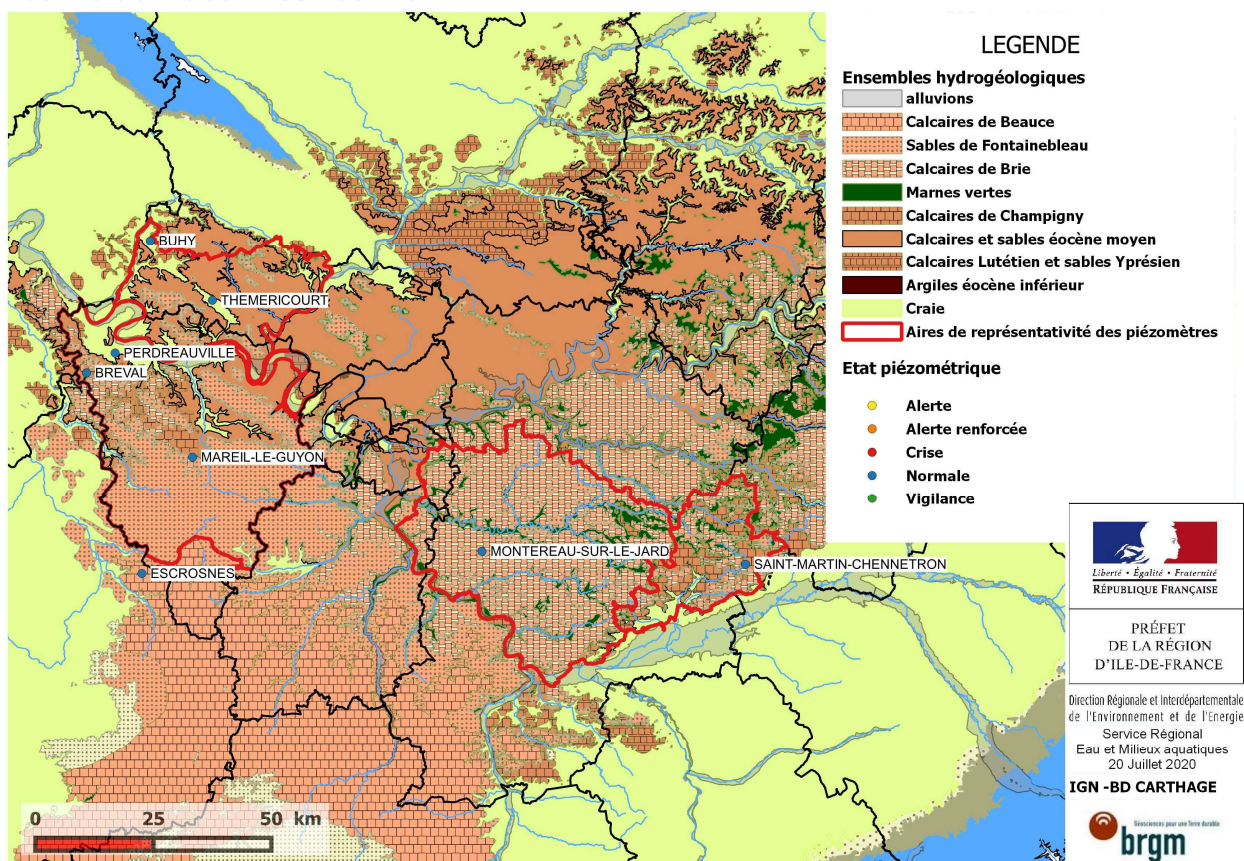 LEGENDE
Ensembles hydrogéologiques
alluvions
Calcaires de Beauce
Sables de Fontainebleau
Calcaires de Brie
Marnes vertes
Calcaires de Champigny
Calcaires et sables éocène moyen
Calcaires Lutétien et sables Yprésien
Argiles éocène inférieur
Craie
Aires de représentativité des piézomètres
Etat piézométrique
Alerte
Alerte renforcée
Crise
Normale
Vigilance
BUHY
THEMERICOURT
PERDREAUVILLE
BREVAL
MAREIL-LE-GUYON
MONTEREAU-SUR-LE-JARD
SAINT-MARTIN-CHENNETRON
ESCROSNES
0 25 50 km
Liberté • Égalité • Fraternité
RÉPUBLIQUE FRANÇAISE
PRÉFET
DE LA RÉGION
D'ILE-DE-FRANCE
Direction Régionale et Interdépartementale
de l'Environnement et de l'Energie
Service Régional
Eau et Milieux aquatiques
20 Juillet 2020
IGN -BD CARTHAGE
Géosciences pour une Terre durable
brgm